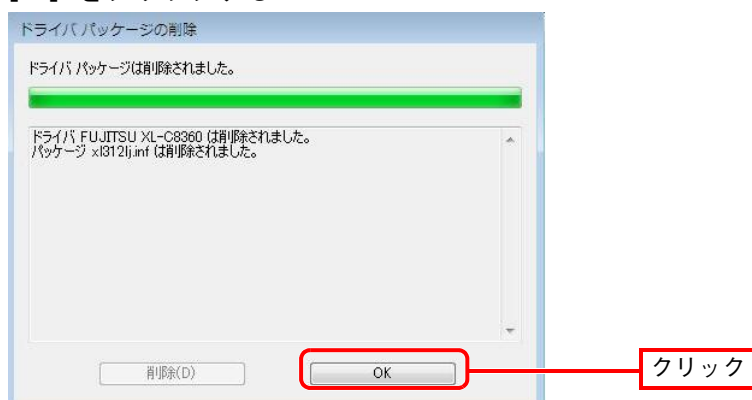 ドライバ パッケージの削除
ドライバ パッケージは削除されました。
ドライバ FUJITSU XL-C8360 は削除されました。
パッケージ xl312lj.inf は削除されました。
削除(D)
OK
クリック